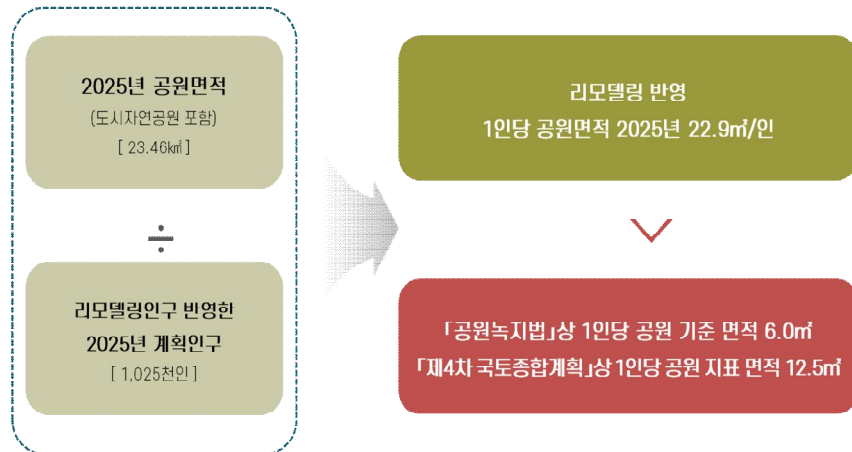 2025년 공원면적
(도시자연공원 포함)
[ 23.46㎢ ]
÷
리모델링인구 반영한
2025년 계획인구
[ 1,025천인 ]
리모델링 반영
1인당 공원면적 2025년 22.9㎡/인
「공원녹지법」상 1인당 공원 기준 면적 6.0㎡
「제4차 국토종합계획」상 1인당 공원 지표 면적 12.5㎡